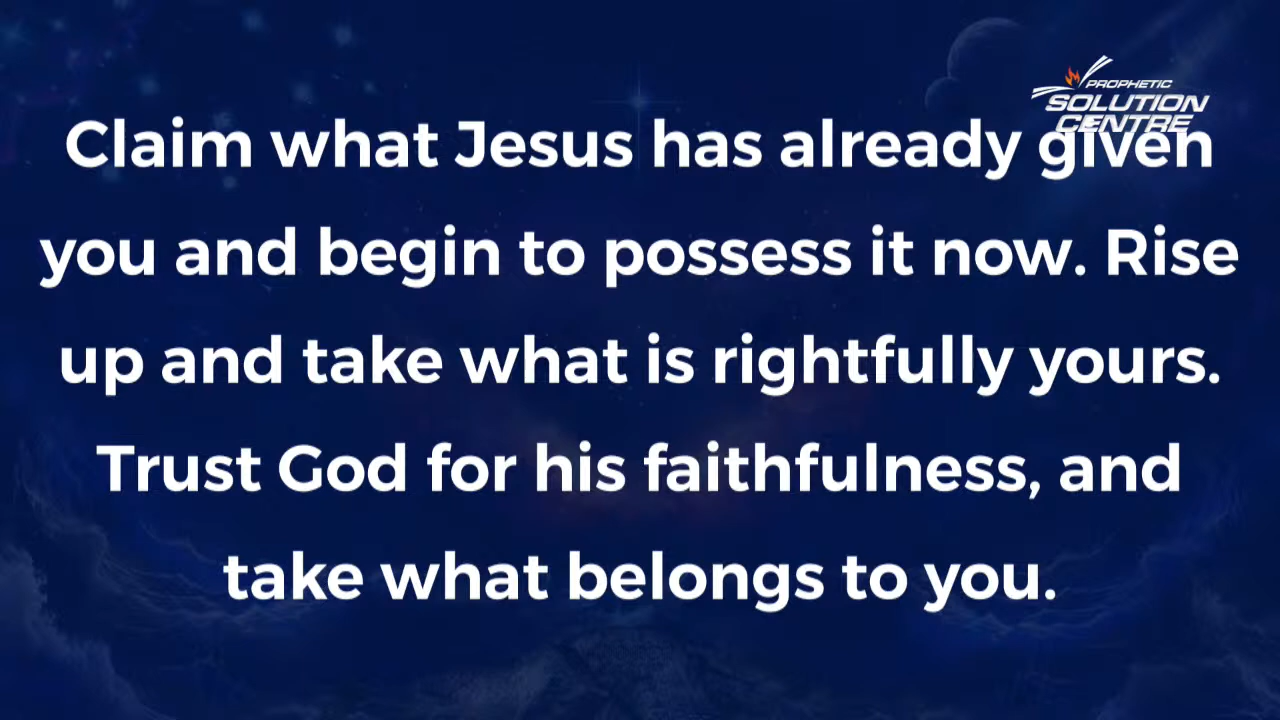 PROPHETIC
SOLUTION
CENTRE
Claim what Jesus has already given
you and begin to possess it now. Rise
up and take what is rightfully yours.
Trust God for his faithfulness, and
take what belongs to you.